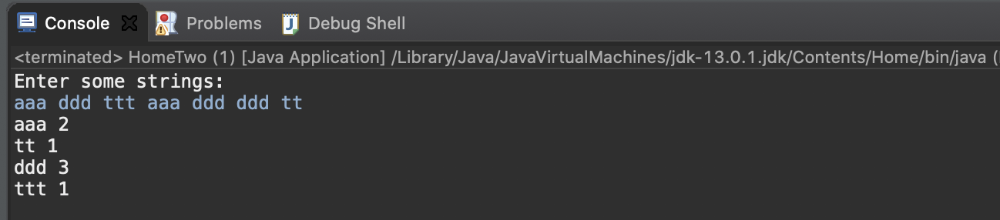 Console Problems Debug Shell
<terminated> HomeTwo (1) [Java Application] /Library/Java/JavaVirtualMachines/jdk-13.0.1.jdk/Contents/Home/bin/java (
Enter some strings:
aaa ddd ttt aaa ddd ddd tt
aaa 2
tt 1
ddd 3
ttt 1